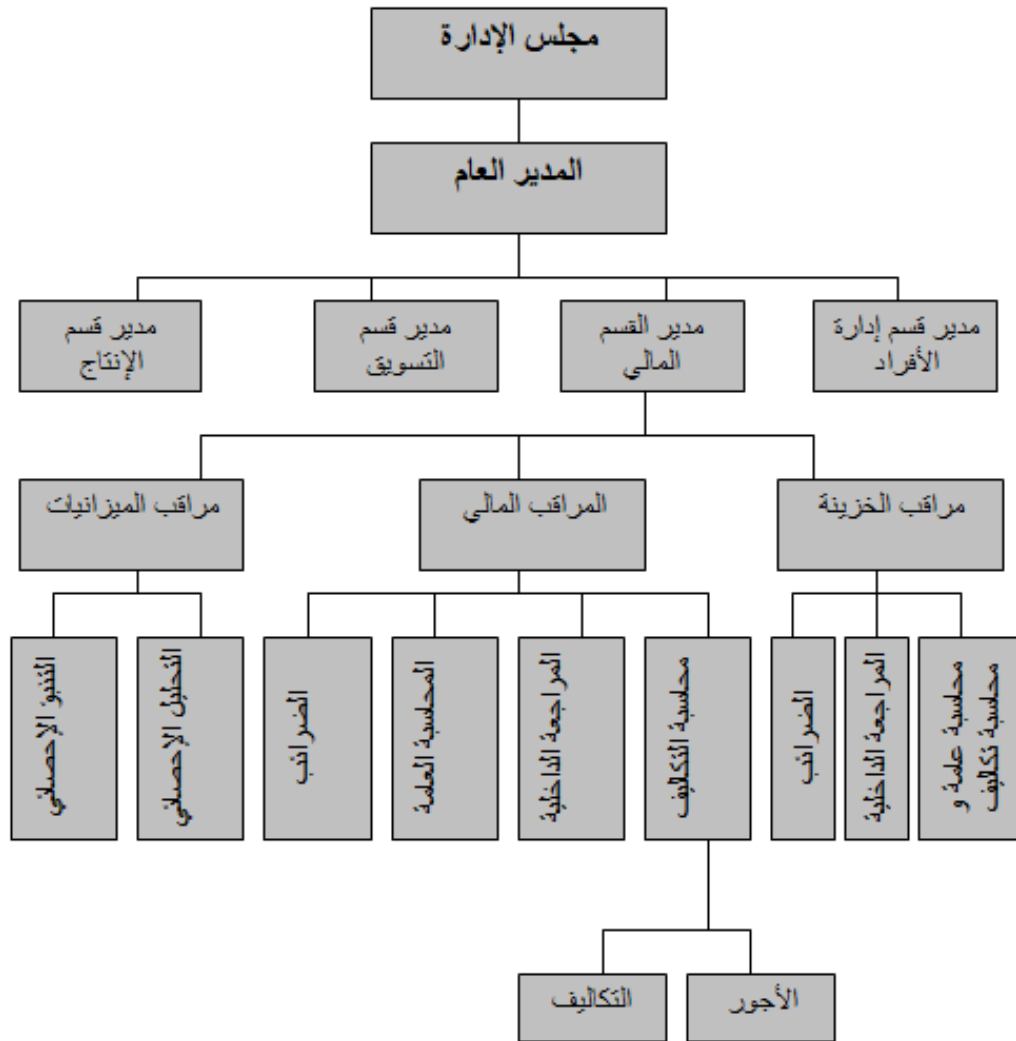 مجلس الإدارة
المدير العام
مدير قسم إدارة
الأفراد
مدير القسم
المالي
مدير قسم
التسويق
مدير قسم
الإنتاج
مراقب الخزينة
المراقب المالي
مراقب الميزانيات
محاسبة عامة و
محاسبة تكاليف
المراجعة الداخلية
الضرائب
محاسبة التكاليف
المراجعة الداخلية
المحاسبة العامة
الضرائب
التحليل الإحصائي
التنبؤ الإحصائي
الأجور
التكاليف